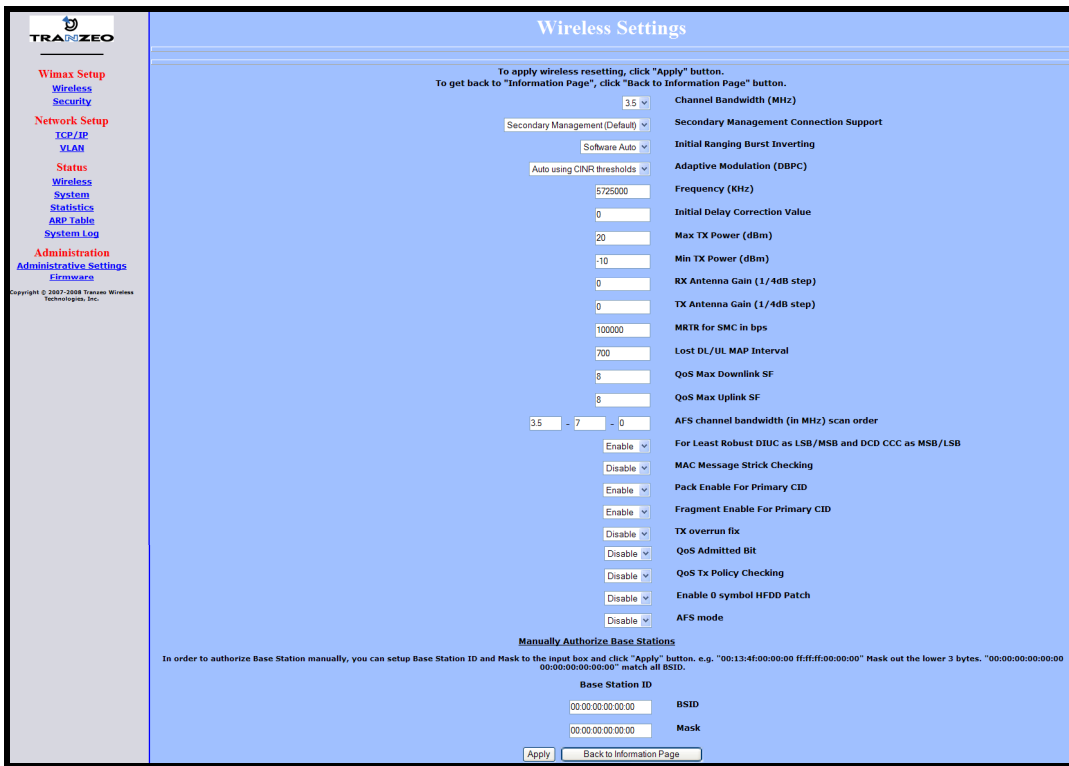 TRANZEO
Wimax Setup
Wireless
Security
Network Setup
TCP/IP
VLAN
Status
Wireless
System
Statistics
ARP Table
System Log
Administration
Administrative Settings
Firmware
Copyright © 2007-2008 Tranzeo Wireless
Technologies, Inc.
Wireless Settings
To apply wireless resetting, click "Apply" button.
To get back to "Information Page", click "Back to Information Page" button.
3.5 Channel Bandwidth (MHz)
Secondary Management (Default) Secondary Management Connection Support
Software Auto Initial Ranging Burst Inverting
Auto using CINR thresholds Adaptive Modulation (DBPC)
5725000 Frequency (KHz)
0 Initial Delay Correction Value
20 Max TX Power (dBm)
-10 Min TX Power (dBm)
0 RX Antenna Gain (1/4dB step)
0 TX Antenna Gain (1/4dB step)
100000 MRTR for SMC in bps
700 Lost DL/UL MAP Interval
8 QoS Max Downlink SF
8 QoS Max Uplink SF
3.5 - 7 - 0 AFS channel bandwidth (in MHz) scan order
Enable For Least Robust DIUC as LSB/MSB and DCD CCC as MSB/LSB
Disable MAC Message Strick Checking
Enable Pack Enable For Primary CID
Enable Fragment Enable For Primary CID
Disable TX overrun fix
Disable QoS Admitted Bit
Disable QoS Tx Policy Checking
Disable Enable 0 symbol HFDD Patch
Disable AFS mode
Manually Authorize Base Stations
In order to authorize Base Station manually, you can setup Base Station ID and Mask to the input box and click "Apply" button. e.g. "00:13:4f:00:00:00 ff:ff:ff:00:00:00" Mask out the lower 3 bytes. "00:00:00:00:00:00
00:00:00:00:00:00" match all BSID.
Base Station ID
00:00:00:00:00:00 BSID
00:00:00:00:00:00 Mask
Apply Back to Information Page